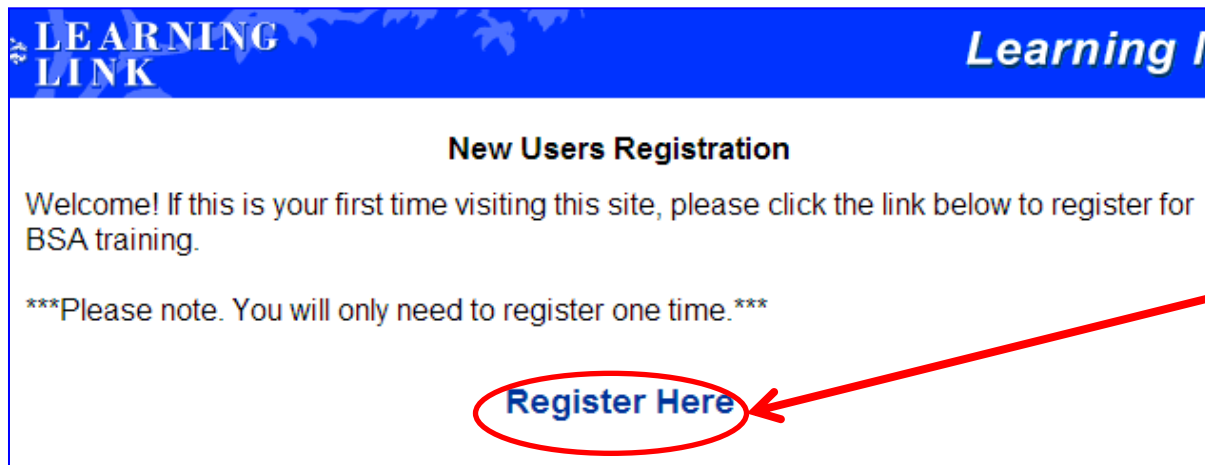 LEARNING
LINK
Learning
New Users Registration
Welcome! If this is your first time visiting this site, please click the link below to register for
BSA training.
***Please note. You will only need to register one time.***
Register Here